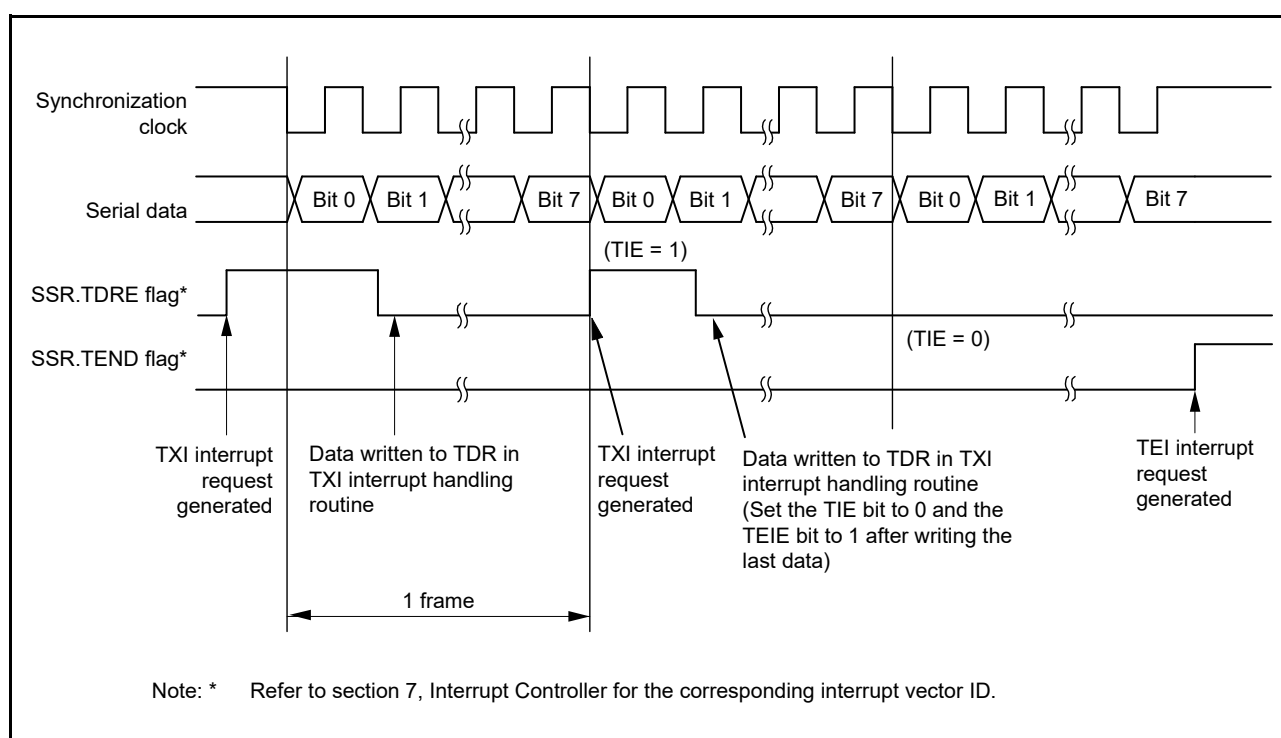 Synchronization
clock
Serial data
Bit 0 Bit 1 Bit 7 Bit 0 Bit 1 Bit 7 Bit 0 Bit 1 Bit 7
(TIE = 1)
SSR.TDRE flag*
(TIE = 0)
SSR.TEND flag*
TXI interrupt
request
generated
Data written to TDR in
TXI interrupt handling
routine
TXI interrupt
request
generated
Data written to TDR in TXI
interrupt handling routine
(Set the TIE bit to 0 and the
TEIE bit to 1 after writing the
last data)
TEI interrupt
request
generated
1 frame
Note: * Refer to section 7, Interrupt Controller for the corresponding interrupt vector ID.